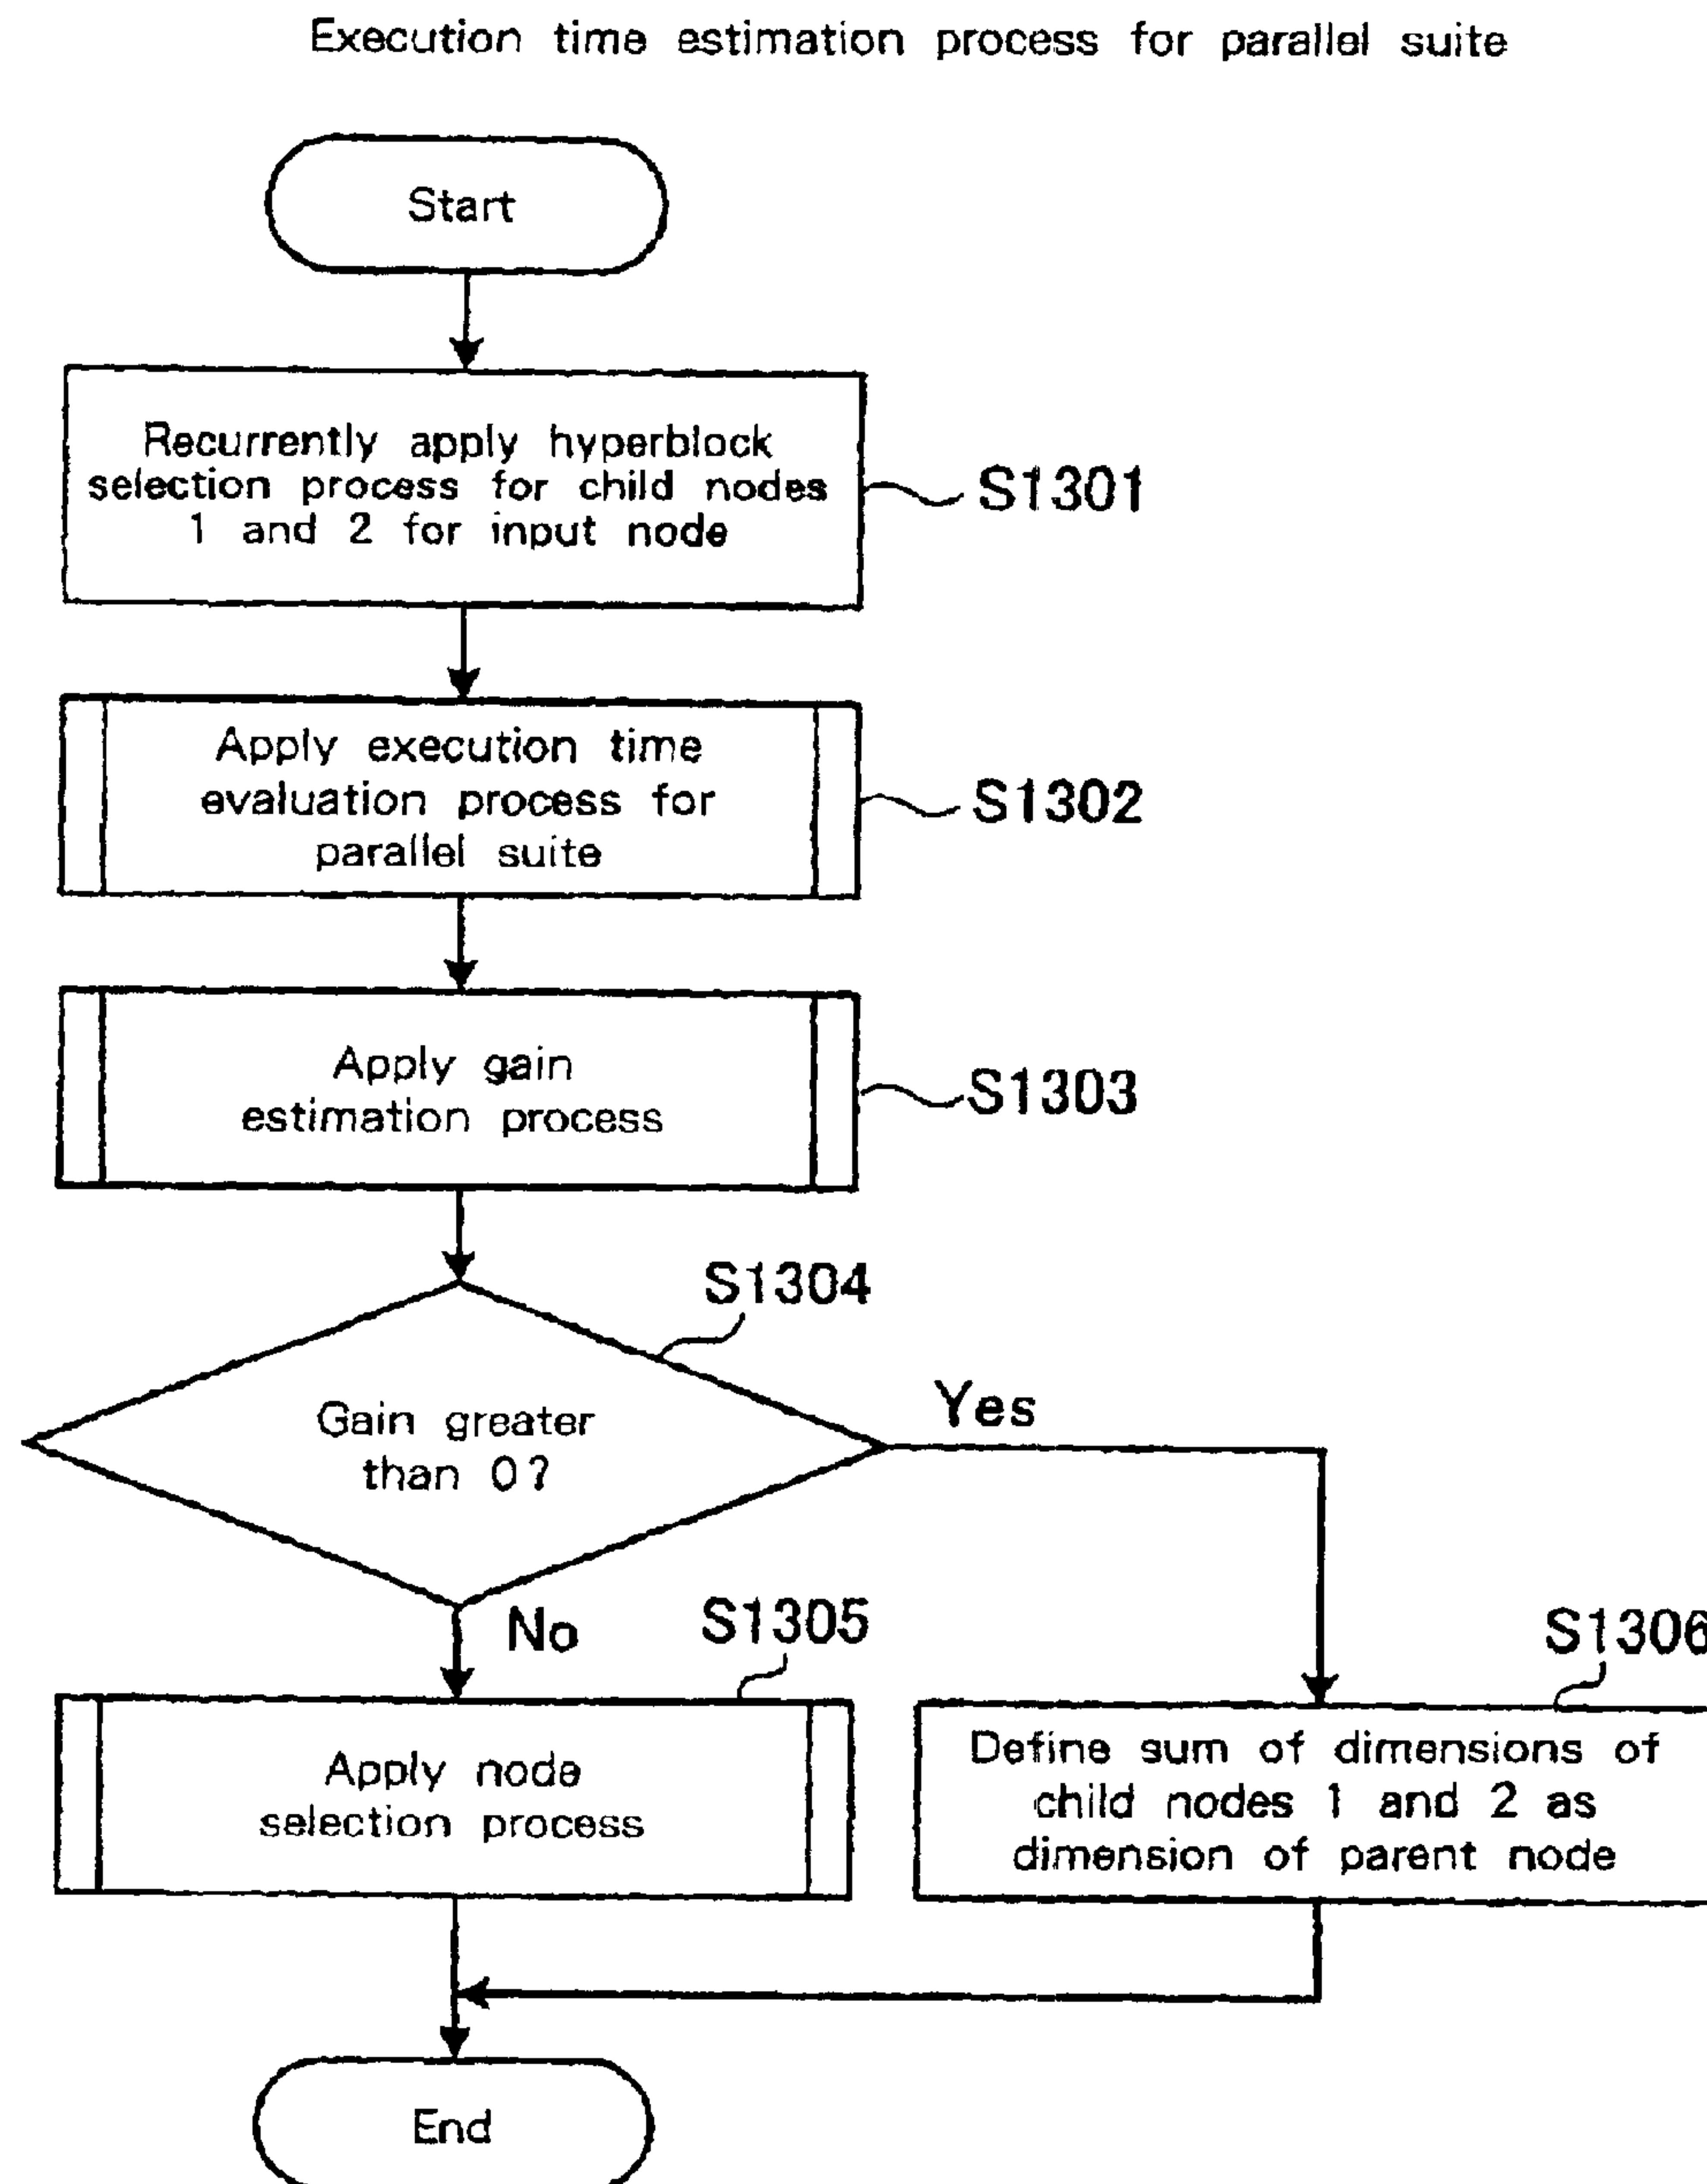 Execution time estimation process for parallel suite
Start
Recurrently apply hyperblock
selection process for child nodes
1 and 2 for input node
S1301
Apply execution time
evaluation process for
parallel suite
S1302
Apply gain
estimation process
S1303
S1304
Gain greater
than 0?
Yes
No
S1305
Apply node
selection process
S1306
Define sum of dimensions of
child nodes 1 and 2 as
dimension of parent node
End